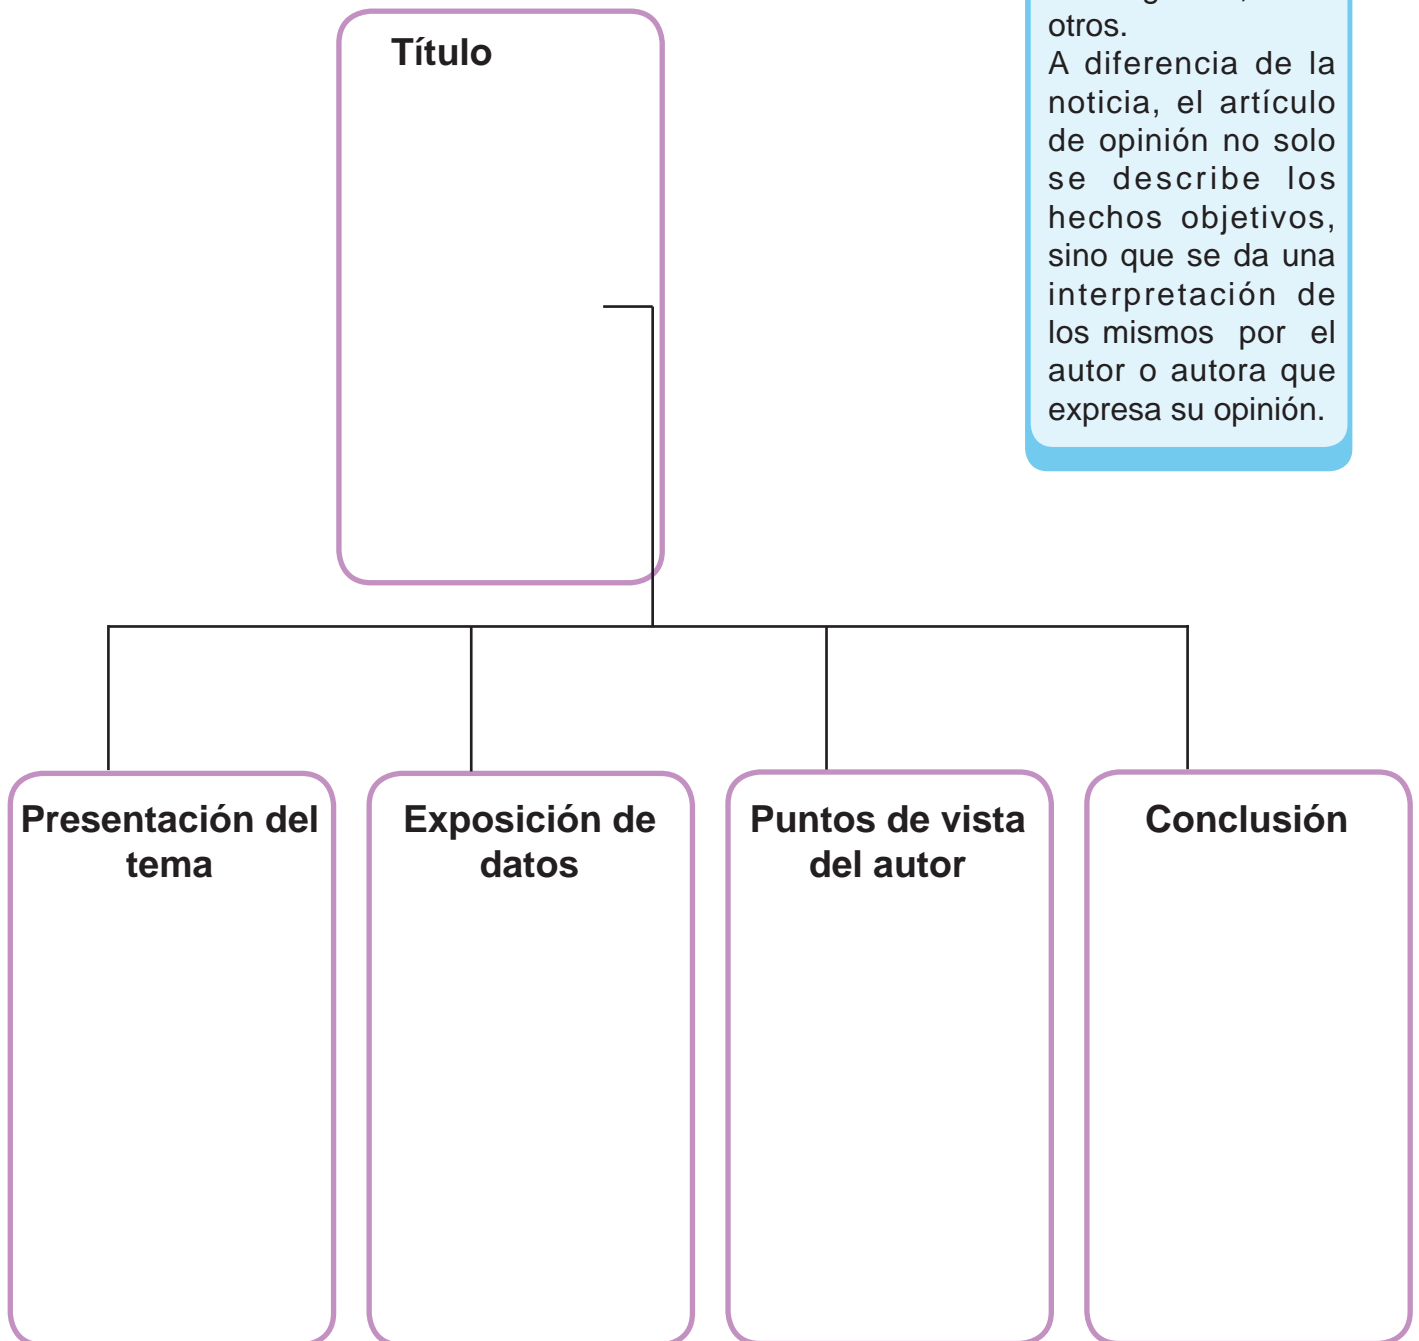 Título
otros.
A diferencia de la
noticia, el artículo
de opinión no solo
se describe los
hechos objetivos,
sino que se da una
interpretación de
los mismos por el
autor o autora que
expresa su opinión.
Presentación del
tema
Exposición de
datos
Puntos de vista
del autor
Conclusión